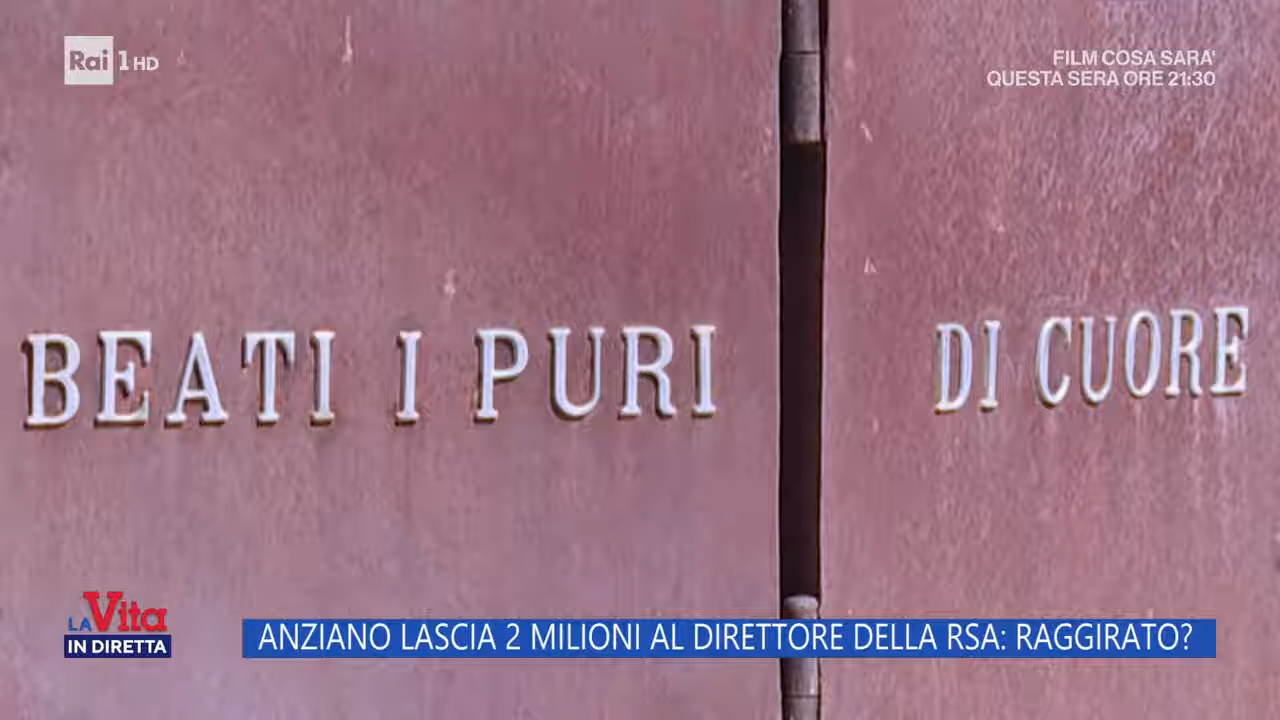 Rai 1 HD
FILM COSA SARA'
QUESTA SERA ORE 21:30
BEATI I PURI DI CUORE
LA Vita
IN DIRETTA
ANZIANO LASCIA 2 MILIONI AL DIRETTORE DELLA RSA: RAGGIRATO?